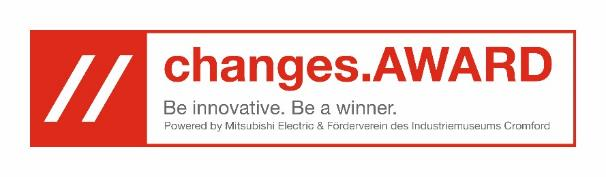 changes.AWARD
Be innovative. Be a winner.
Powered by Mitsubishi Electric & Förderverein des Industriemuseums Cromford